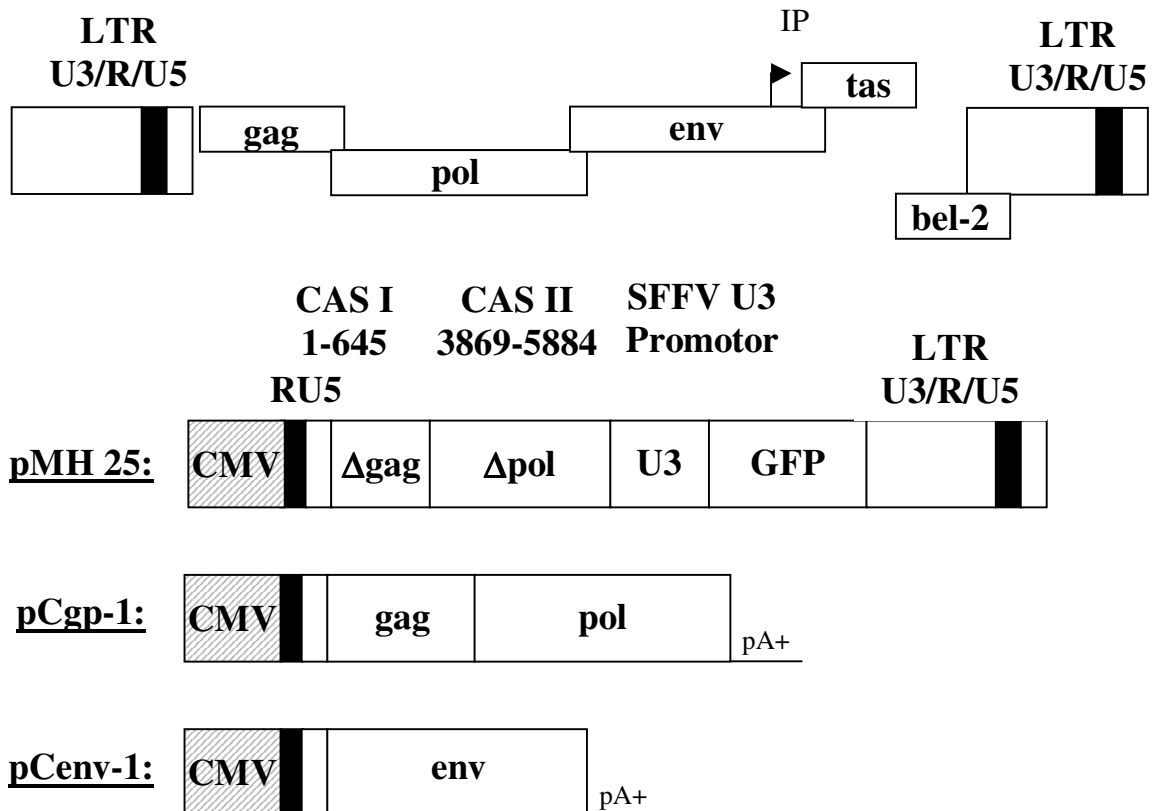 IP
LTR
U3/R/U5
LTR
U3/R/U5
gag
pol
env
tas
bel-2
CAS I
1-645
CAS II
3869-5884
SFFV U3
Promotor
RU5
LTR
U3/R/U5
pMH 25:
CMV
Δgag
Δpol
U3
GFP
pCgp-1:
CMV
gag
pol
pA+
pCenv-1:
CMV
env
pA+